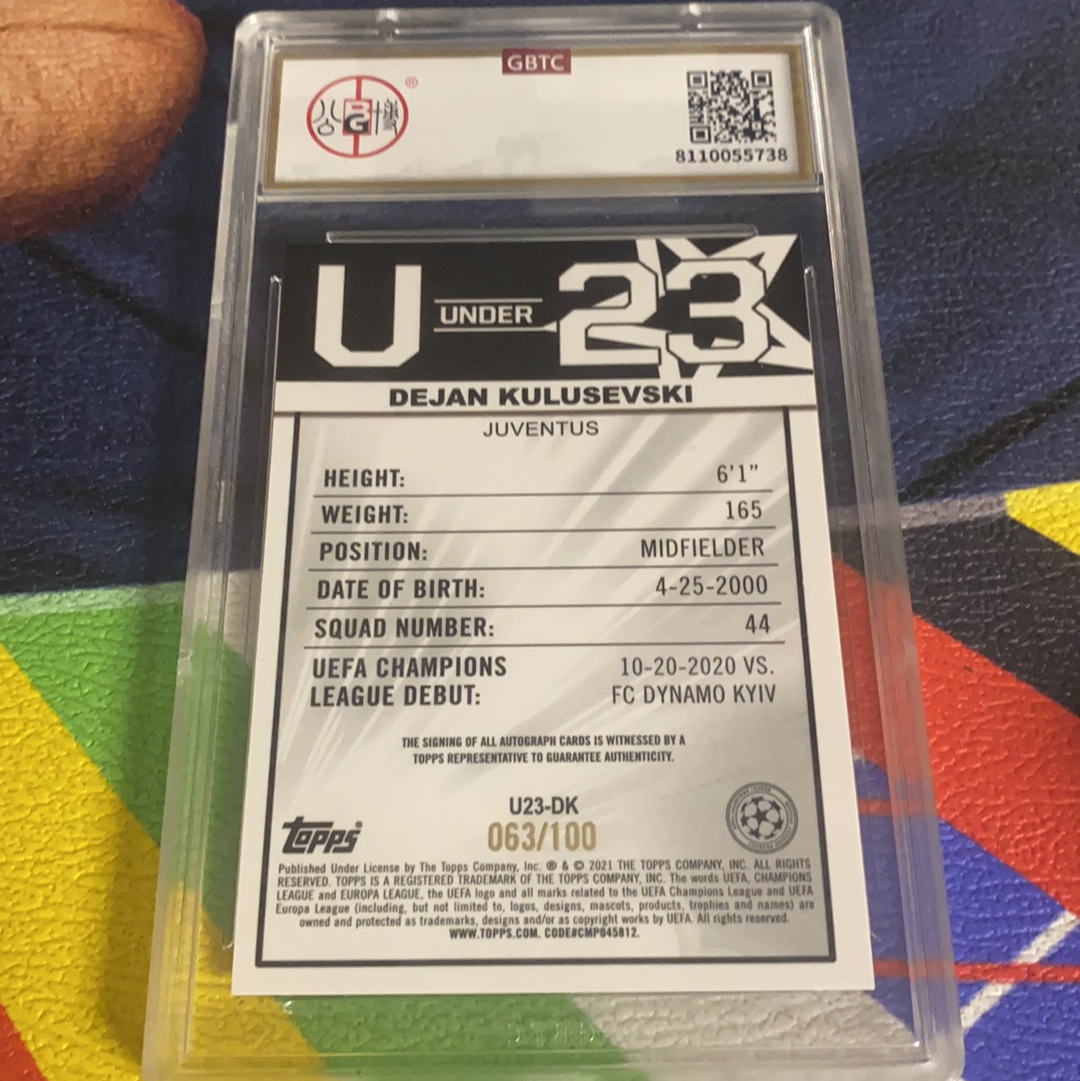 GBTC
公 BG 博 ®
8110055738
U UNDER 23
DEJAN KULUSEVSKI
JUVENTUS
HEIGHT: 6'1"
WEIGHT: 165
POSITION: MIDFIELDER
DATE OF BIRTH: 4-25-2000
SQUAD NUMBER: 44
UEFA CHAMPIONS 10-20-2020 VS.
LEAGUE DEBUT: FC DYNAMO KYIV
THE SIGNING OF ALL AUTOGRAPH CARDS IS WITNESSED BY A
TOPPS REPRESENTATIVE TO GUARANTEE AUTHENTICITY.
U23-DK
Topps® 063/100
Published Under License by The Topps Company, Inc. ® & © 2021 THE TOPPS COMPANY, INC. ALL RIGHTS
RESERVED. TOPPS IS A REGISTERED TRADEMARK OF THE TOPPS COMPANY, INC. The words UEFA, CHAMPIONS
LEAGUE and EUROPA LEAGUE, the UEFA logo and all marks related to the UEFA Champions League and UEFA
Europa League (including, but not limited to, logos, designs, mascots, products, trophies and names) are
owned and protected as trademarks, designs and/or as copyright works by UEFA. All rights reserved.
WWW.TOPPS.COM. CODE#CMP045812.